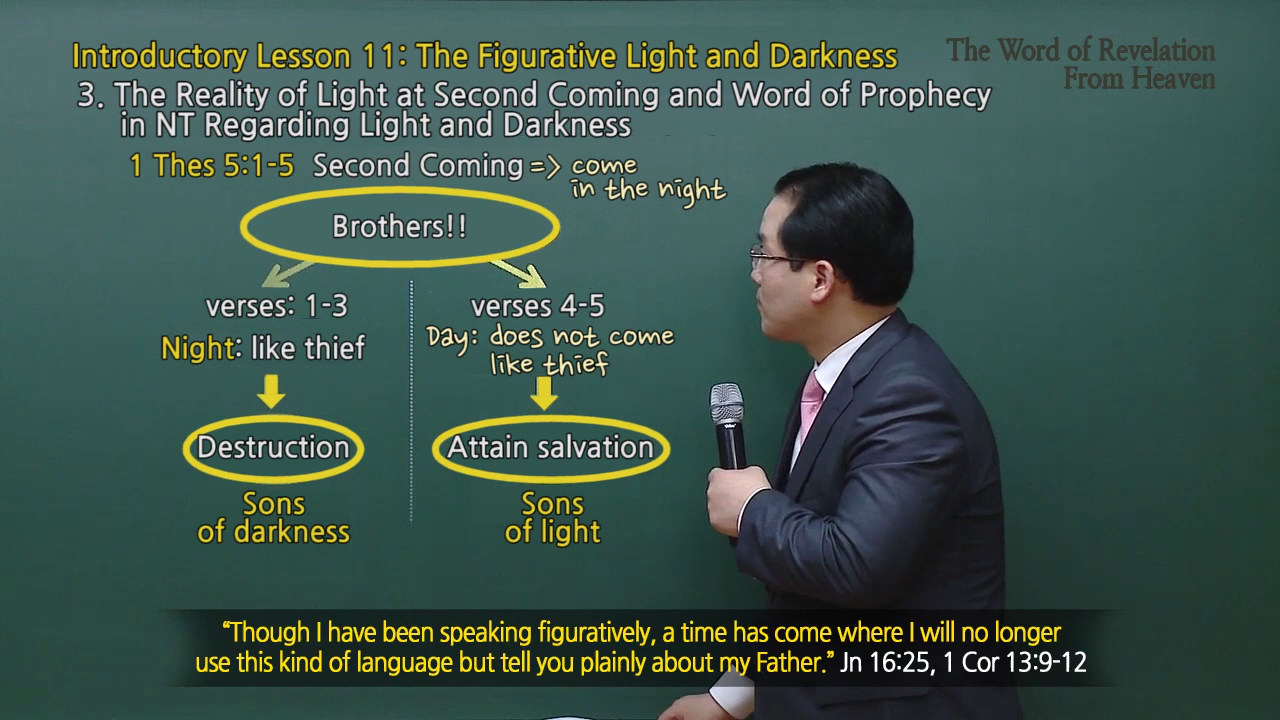 Introductory Lesson 11: The Figurative Light and Darkness
The Word of Revelation
From Heaven
3. The Reality of Light at Second Coming and Word of Prophecy
in NT Regarding Light and Darkness
1 Thes 5:1-5 Second Coming => come
in the night
Brothers!!
verses: 1-3
Night: like thief
Destruction
Sons
of darkness
verses 4-5
Day: does not come
like thief
Attain salvation
Sons
of light
“Though I have been speaking figuratively, a time has come where I will no longer
use this kind of language but tell you plainly about my Father.” Jn 16:25, 1 Cor 13:9-12